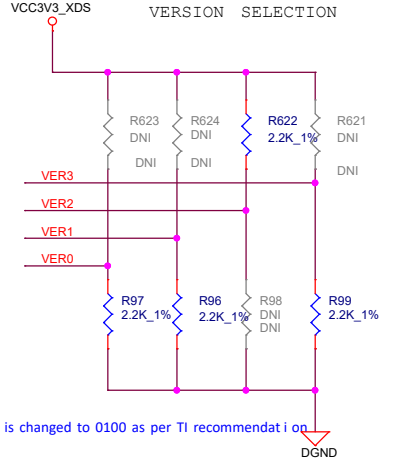 VCC3V3_XDS
VERSION SELECTION
R623
DNI
DNI
R624
DNI
DNI
R622
2.2K_1%
R621
DNI
DNI
VER3
VER2
VER1
VER0
R97
2.2K_1%
R96
2.2K_1%
R98
DNI
DNI
R99
2.2K_1%
is changed to 0100 as per TI recommendation
DGND